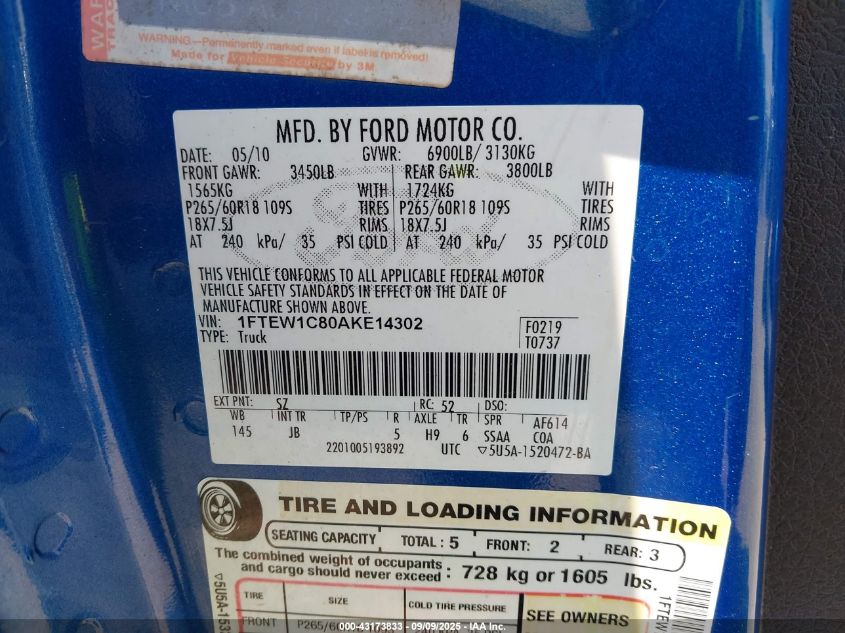 WARNING—Permanently marked even if label is removed!
Made for Vehicle Security by 3M
MFD. BY FORD MOTOR CO.
DATE: 05/10 GVWR: 6900LB/ 3130KG
FRONT GAWR: 3450LB REAR GAWR: 3800LB
1565KG WITH 1724KG WITH
P265/60R18 109S TIRES P265/60R18 109S TIRES
18X7.5J RIMS 18X7.5J RIMS
AT 240 kPa/ 35 PSI COLD AT 240 kPa/ 35 PSI COLD
THIS VEHICLE CONFORMS TO ALL APPLICABLE FEDERAL MOTOR
VEHICLE SAFETY STANDARDS IN EFFECT ON THE DATE OF
MANUFACTURE SHOWN ABOVE.
VIN: 1FTEW1C80AKE14302 F0219
TYPE: Truck T0737
EXT PNT: SZ RC: 52 DSO:
WB INT TR TP/PS R AXLE TR SPR AF614
145 JB 5 H9 6 SSAA COA
2201005193892 UTC ▽5U5A-1520472-BA
TIRE AND LOADING INFORMATION
SEATING CAPACITY TOTAL : 5 FRONT: 2 REAR: 3
The combined weight of occupants
and cargo should never exceed : 728 kg or 1605 lbs.
TIRE SIZE COLD TIRE PRESSURE SEE OWNERS
FRONT
1FTEW
000-43173833 - 09/09/2025 - iaai.com